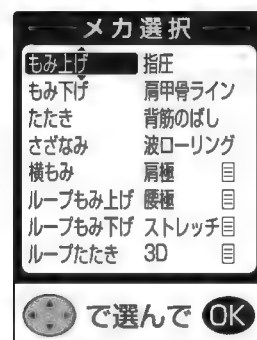 メカ選択
もみ上げ 指圧
もみ下げ 肩甲骨ライン
たたき 背筋のばし
さざなみ 波ローリング
横もみ 肩極
ループもみ上げ 腰極
ループもみ下げ ストレッチ
ループたたき 3D
で選んで OK